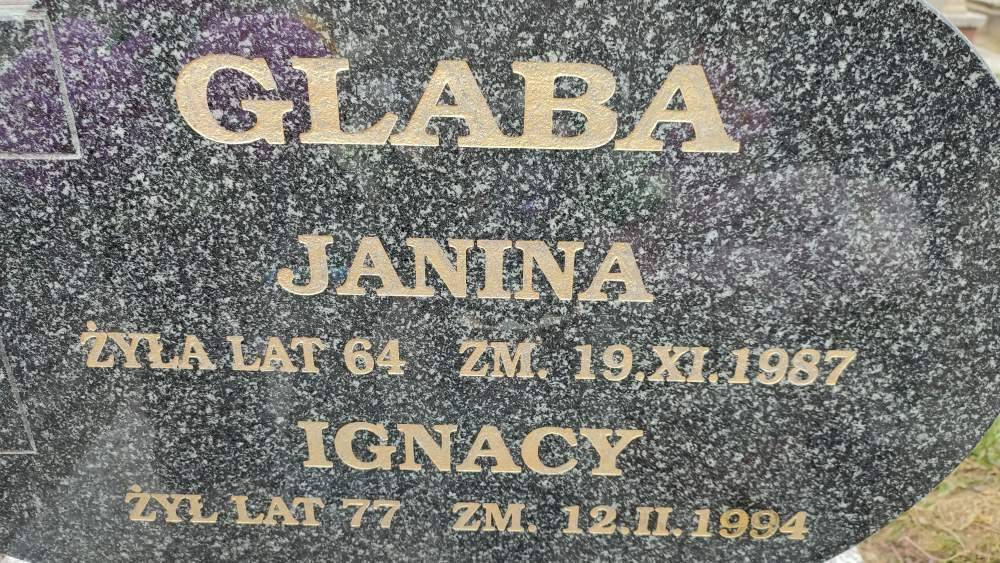 GLABA
JANINA
ŻYŁA LAT 64 ZM. 19.XI.1987
IGNACY
ŻYŁ LAT 77 ZM. 12.II.1994